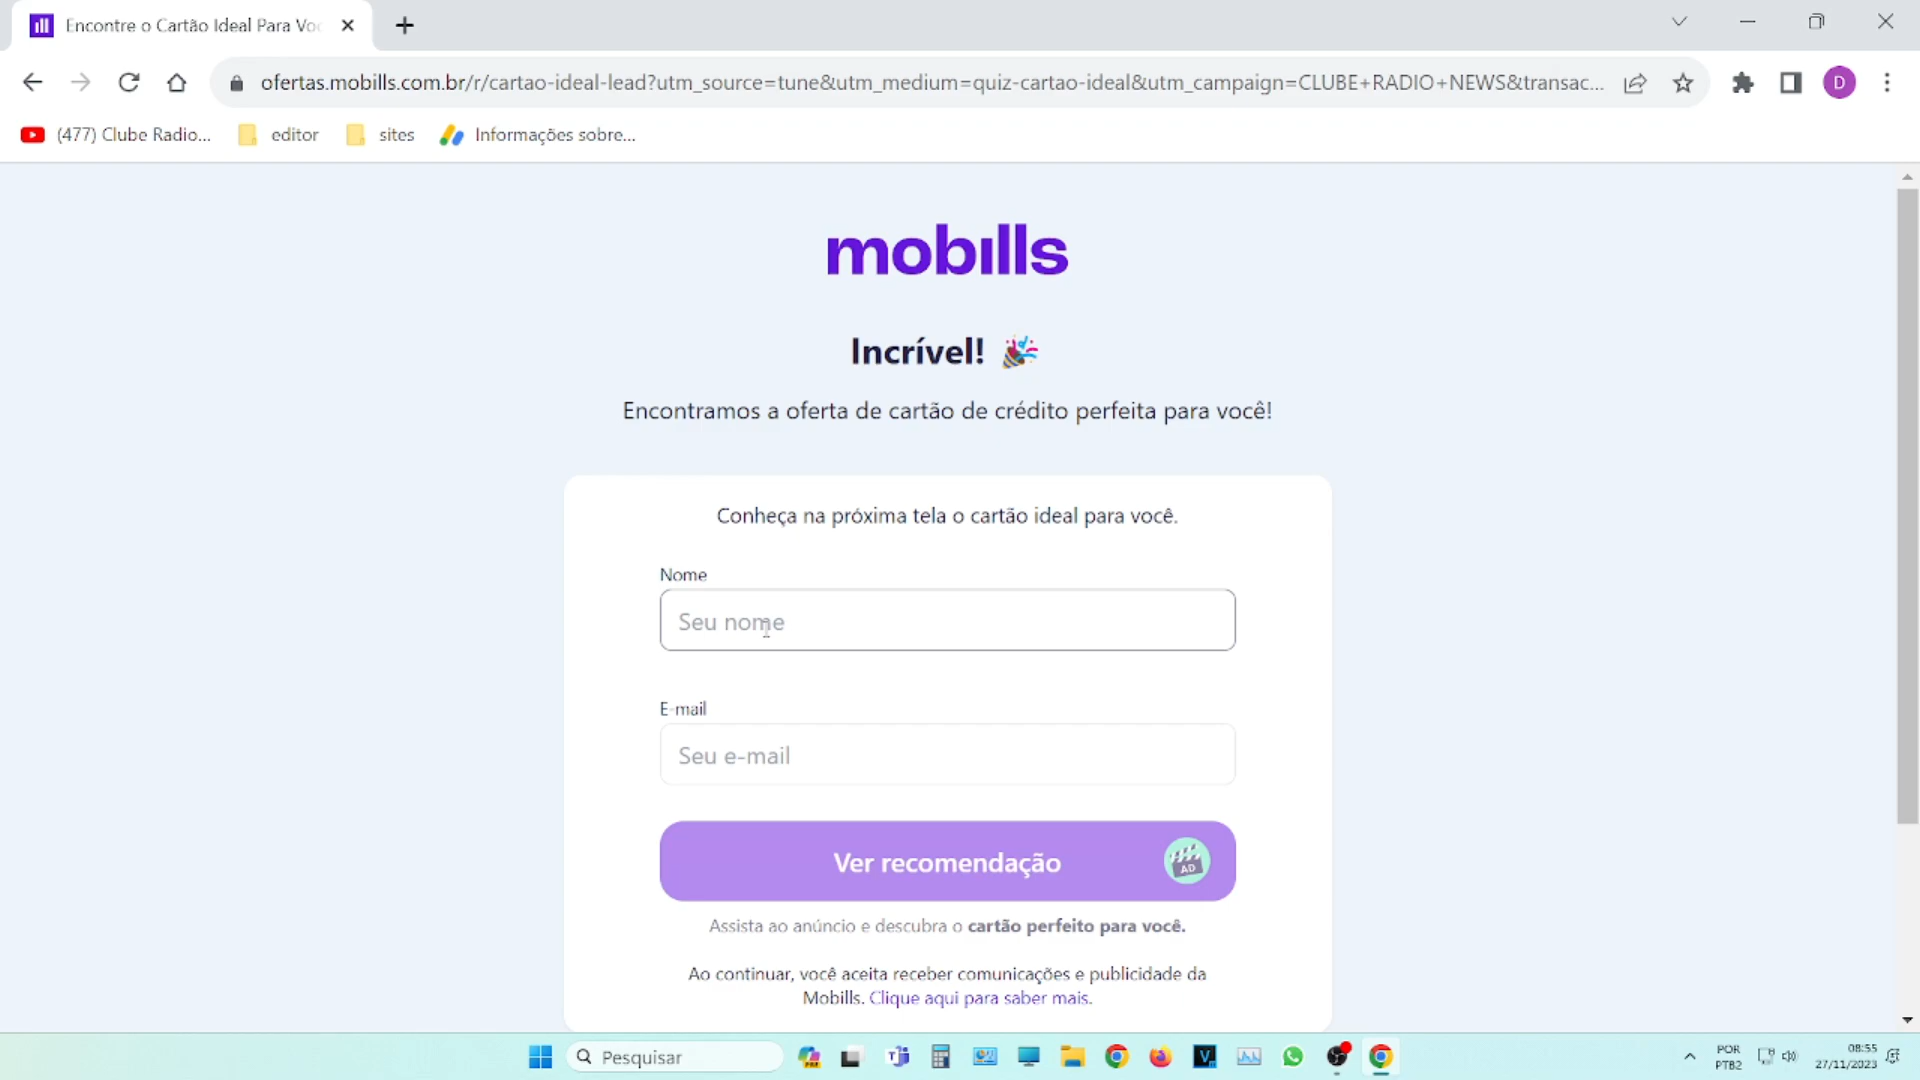 Encontre o Cartão Ideal Para Voc
ofertas.mobills.com.br/r/cartao-ideal-lead?utm_source=tune&utm_medium=quiz-cartao-ideal&utm_campaign=CLUBE+RADIO+NEWS&transac...
D
(477) Clube Radio...
editor
sites
Informações sobre...
mobills
Incrível!
Encontramos a oferta de cartão de crédito perfeita para você!
Conheça na próxima tela o cartão ideal para você.
Nome
Seu nome
E-mail
Seu e-mail
Ver recomendação
AD
Assista ao anúncio e descubra o cartão perfeito para você.
Ao continuar, você aceita receber comunicações e publicidade da
Mobills. Clique aqui para saber mais.
Pesquisar
POR
PTB2
08:55
27/11/2023